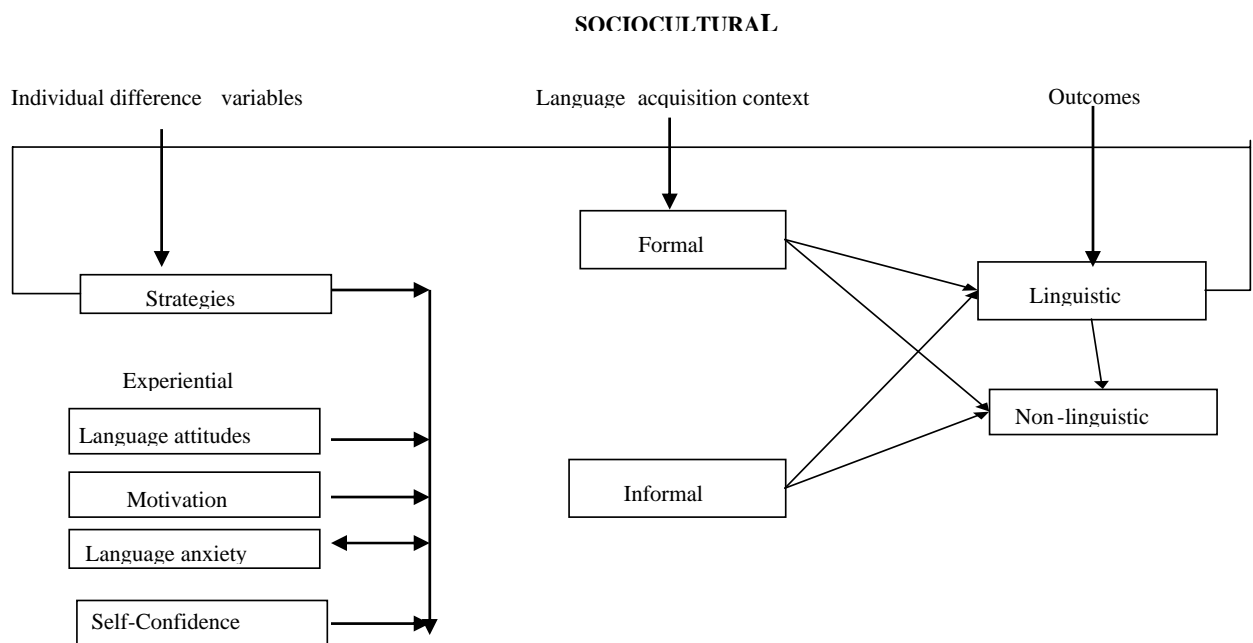 SOCIOCULTURAL
Individual difference variables
Language acquisition context
Outcomes
Formal
Linguistic
Strategies
Experiential
Non-linguistic
Language attitudes
Informal
Motivation
Language anxiety
Self-Confidence